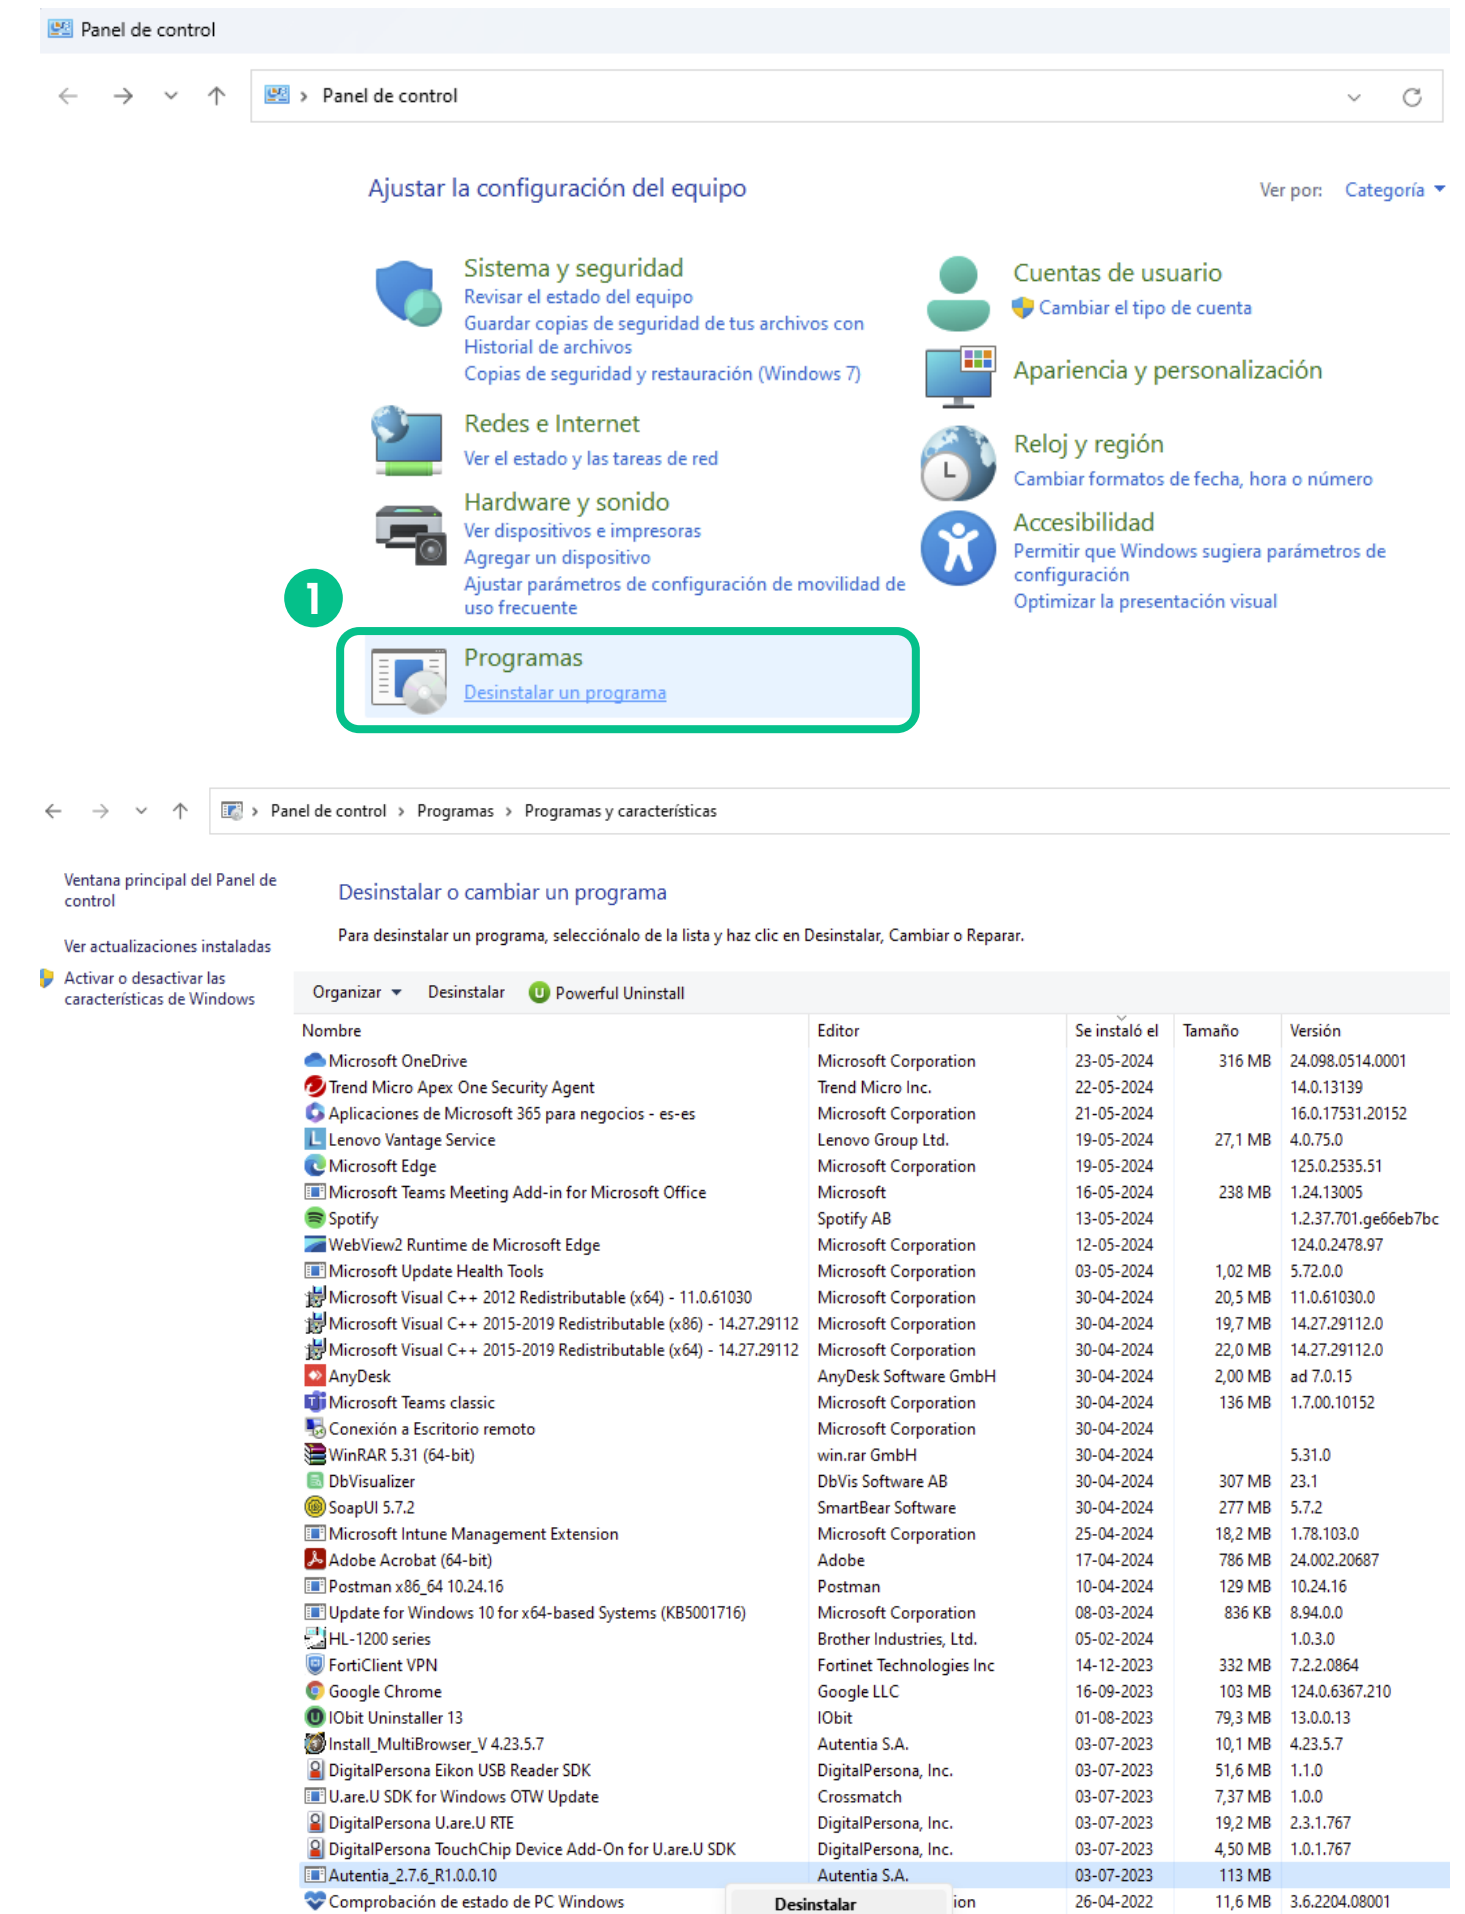 Panel de control
Panel de control
Ajustar la configuración del equipo
Ver por: Categoría
Sistema y seguridad
Revisar el estado del equipo
Guardar copias de seguridad de tus archivos con
Historial de archivos
Copias de seguridad y restauración (Windows 7)
Redes e Internet
Ver el estado y las tareas de red
Hardware y sonido
Ver dispositivos e impresoras
Agregar un dispositivo
Ajustar parámetros de configuración de movilidad de
uso frecuente
1
Programas
Desinstalar un programa
Cuentas de usuario
Cambiar el tipo de cuenta
Apariencia y personalización
Reloj y región
Cambiar formatos de fecha, hora o número
Accesibilidad
Permitir que Windows sugiera parámetros de
configuración
Optimizar la presentación visual
Panel de control > Programas > Programas y características
Ventana principal del Panel de
control
Ver actualizaciones instaladas
Activar o desactivar las
características de Windows
Desinstalar o cambiar un programa
Para desinstalar un programa, selecciónalo de la lista y haz clic en Desinstalar, Cambiar o Reparar.
Organizar Desinstalar Powerful Uninstall
Nombre Editor Se instaló el Tamaño Versión
Microsoft OneDrive Microsoft Corporation 23-05-2024 316 MB 24.098.0514.0001
Trend Micro Apex One Security Agent Trend Micro Inc. 22-05-2024 14.0.13139
Aplicaciones de Microsoft 365 para negocios - es-es Microsoft Corporation 21-05-2024 16.0.17531.20152
Lenovo Vantage Service Lenovo Group Ltd. 19-05-2024 27,1 MB 4.0.75.0
Microsoft Edge Microsoft Corporation 19-05-2024 125.0.2535.51
Microsoft Teams Meeting Add-in for Microsoft Office Microsoft 16-05-2024 238 MB 1.24.13005
Spotify Spotify AB 13-05-2024 1.2.37.701.ge66eb7bc
WebView2 Runtime de Microsoft Edge Microsoft Corporation 12-05-2024 124.0.2478.97
Microsoft Update Health Tools Microsoft Corporation 03-05-2024 1,02 MB 5.72.0.0
Microsoft Visual C++ 2012 Redistributable (x64) - 11.0.61030 Microsoft Corporation 30-04-2024 20,5 MB 11.0.61030.0
Microsoft Visual C++ 2015-2019 Redistributable (x86) - 14.27.29112 Microsoft Corporation 30-04-2024 19,7 MB 14.27.29112.0
Microsoft Visual C++ 2015-2019 Redistributable (x64) - 14.27.29112 Microsoft Corporation 30-04-2024 22,0 MB 14.27.29112.0
AnyDesk AnyDesk Software GmbH 30-04-2024 2,00 MB ad 7.0.15
Microsoft Teams classic Microsoft Corporation 30-04-2024 136 MB 1.7.00.10152
Conexión a Escritorio remoto Microsoft Corporation 30-04-2024
WinRAR 5.31 (64-bit) win.rar GmbH 30-04-2024 5.31.0
DbVisualizer DbVis Software AB 30-04-2024 307 MB 23.1
SoapUI 5.7.2 SmartBear Software 30-04-2024 277 MB 5.7.2
Microsoft Intune Management Extension Microsoft Corporation 25-04-2024 18,2 MB 1.78.103.0
Adobe Acrobat (64-bit) Adobe 17-04-2024 786 MB 24.002.20687
Postman x86_64 10.24.16 Postman 10-04-2024 129 MB 10.24.16
Update for Windows 10 for x64-based Systems (KB5001716) Microsoft Corporation 08-03-2024 836 KB 8.94.0.0
HL-1200 series Brother Industries, Ltd. 05-02-2024 1.0.3.0
FortiClient VPN Fortinet Technologies Inc 14-12-2023 332 MB 7.2.2.0864
Google Chrome Google LLC 16-09-2023 103 MB 124.0.6367.210
IObit Uninstaller 13 IObit 01-08-2023 79,3 MB 13.0.0.13
Install_MultiBrowser_V 4.23.5.7 Autentia S.A. 03-07-2023 10,1 MB 4.23.5.7
DigitalPersona Eikon USB Reader SDK DigitalPersona, Inc. 03-07-2023 51,6 MB 1.1.0
U.are.U SDK for Windows OTW Update Crossmatch 03-07-2023 7,37 MB 1.0.0
DigitalPersona U.are.U RTE DigitalPersona, Inc. 03-07-2023 19,2 MB 2.3.1.767
DigitalPersona TouchChip Device Add-On for U.are.U SDK DigitalPersona, Inc. 03-07-2023 4,50 MB 1.0.1.767
Autentia_2.7.6_R1.0.0.10 Autentia S.A. 03-07-2023 113 MB
Comprobación de estado de PC Windows Desinstalar ion 26-04-2022 11,6 MB 3.6.2204.08001